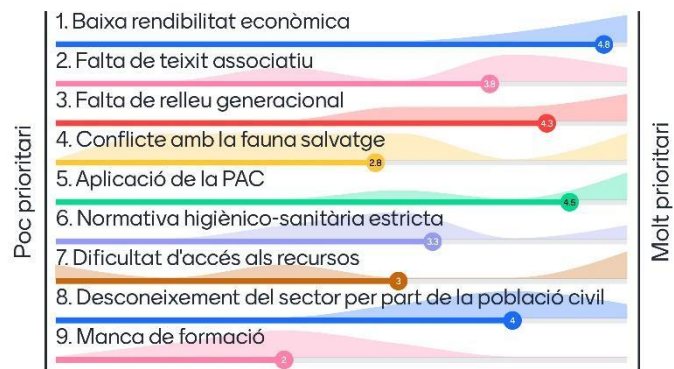 1. Baixa rendibilitat econòmica
4.8
2. Falta de teixit associatiu
3.8
3. Falta de relleu generacional
4.3
4. Conflicte amb la fauna salvatge
2.8
5. Aplicació de la PAC
4.5
6. Normativa higiènico-sanitària estricta
3.3
7. Dificultat d'accés als recursos
3
8. Desconeixement del sector per part de la població civil
4
9. Manca de formació
2
Poc prioritari
Molt prioritari